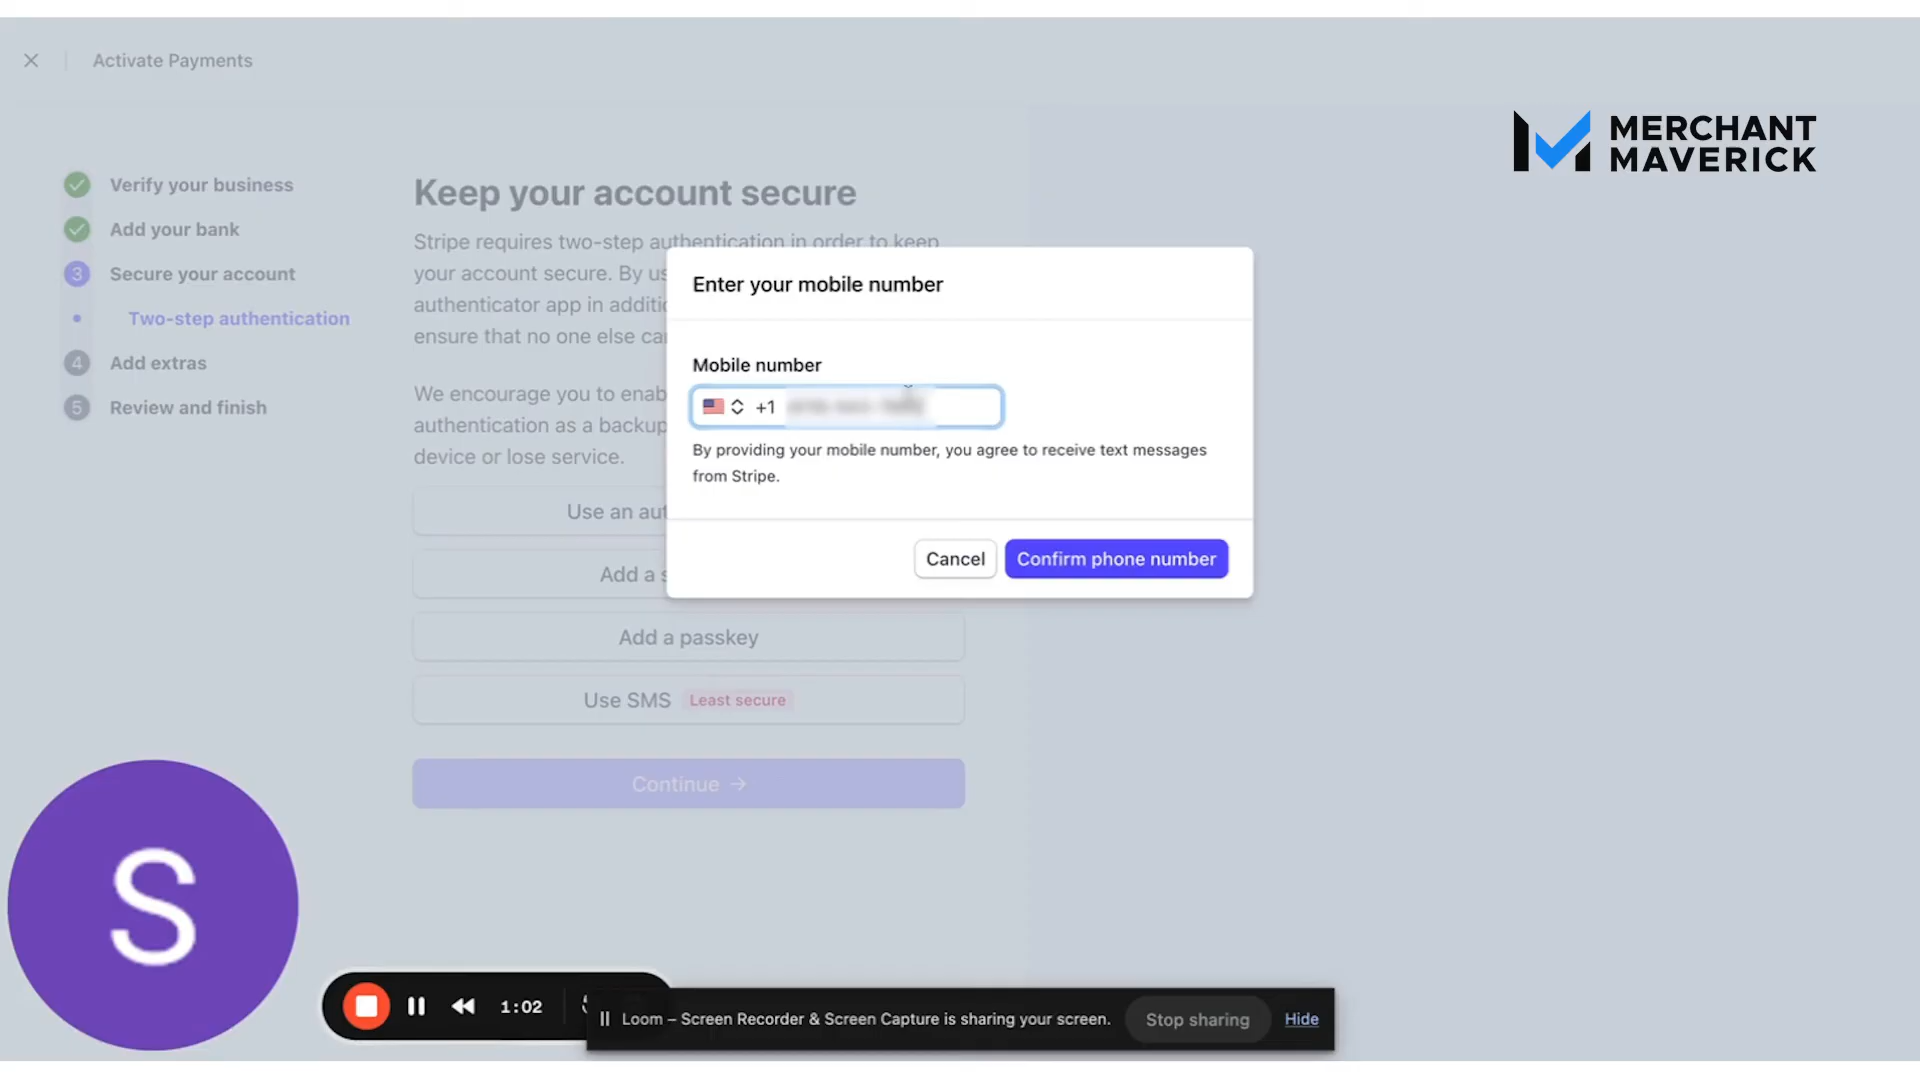 Activate Payments
MERCHANT
MAVERICK
Verify your business
Add your bank
3 Secure your account
Two-step authentication
4 Add extras
5 Review and finish
Keep your account secure
Stripe requires two-step authentication in order to keep
your account secure. By us
authenticator app in additio
ensure that no one else ca
We encourage you to enab
authentication as a backup
device or lose service.
Use an aut
Add a s
Add a passkey
Use SMS Least secure
Continue →
Enter your mobile number
Mobile number
+1
By providing your mobile number, you agree to receive text messages
from Stripe.
Cancel Confirm phone number
S
1:02
Loom – Screen Recorder & Screen Capture is sharing your screen. Stop sharing Hide